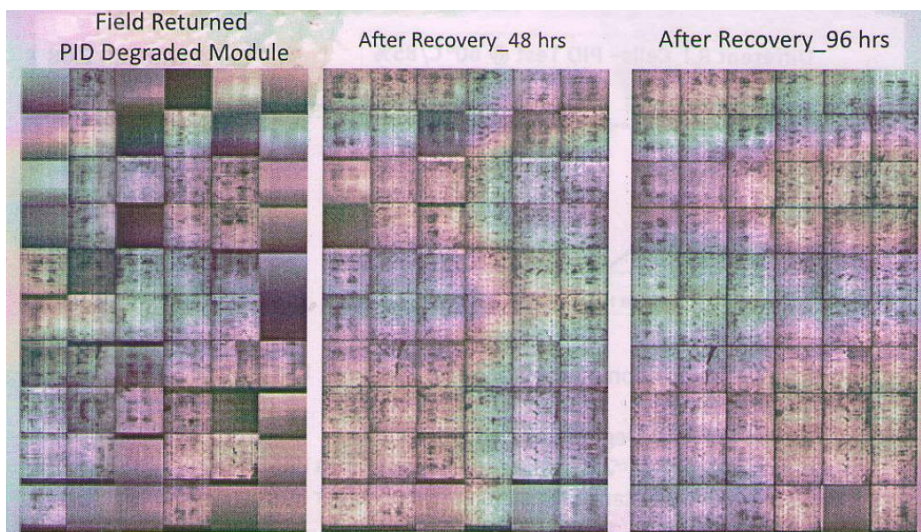 Field Returned
PID Degraded Module
After Recovery_48 hrs
After Recovery_96 hrs